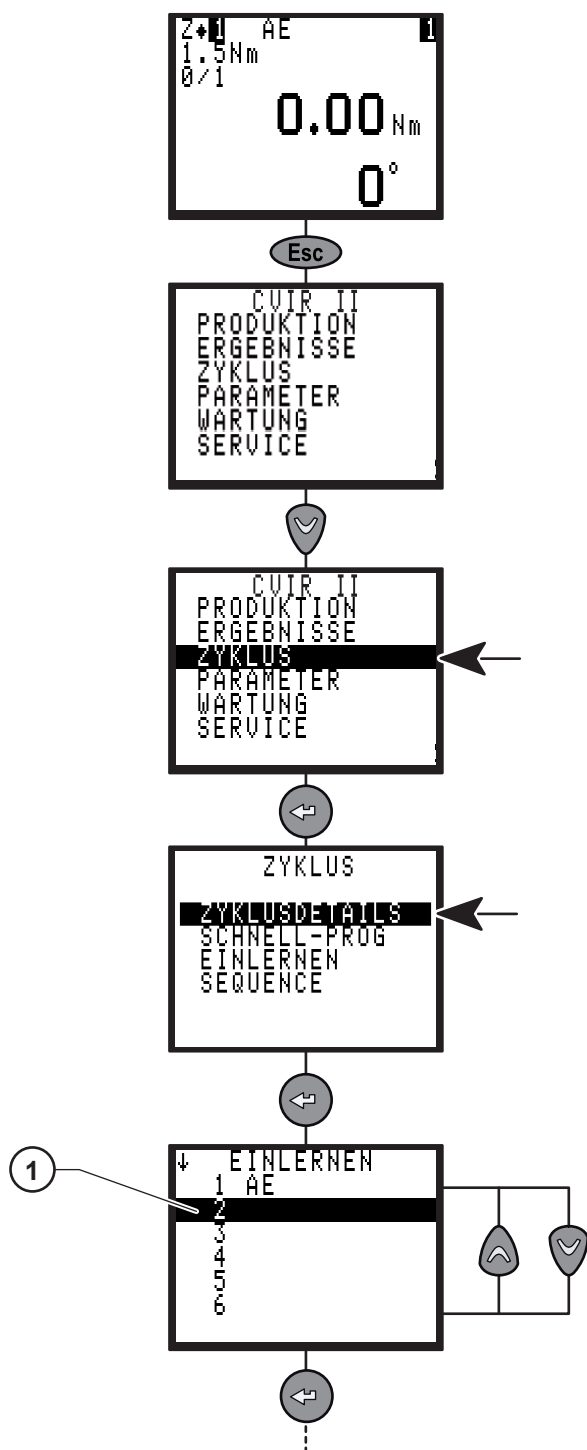 Z♦1 AE 1
1.5Nm
0/1
0.00 Nm
0°
Esc
CVIR II
PRODUKTION
ERGEBNISSE
ZYKLUS
PARAMETER
WARTUNG
SERVICE
CVIR II
PRODUKTION
ERGEBNISSE
ZYKLUS
PARAMETER
WARTUNG
SERVICE
ZYKLUS
ZYKLUSDETAILS
SCHNELL-PROG
EINLERNEN
SEQUENCE
1
↓ EINLERNEN
1 AE
2
3
4
5
6